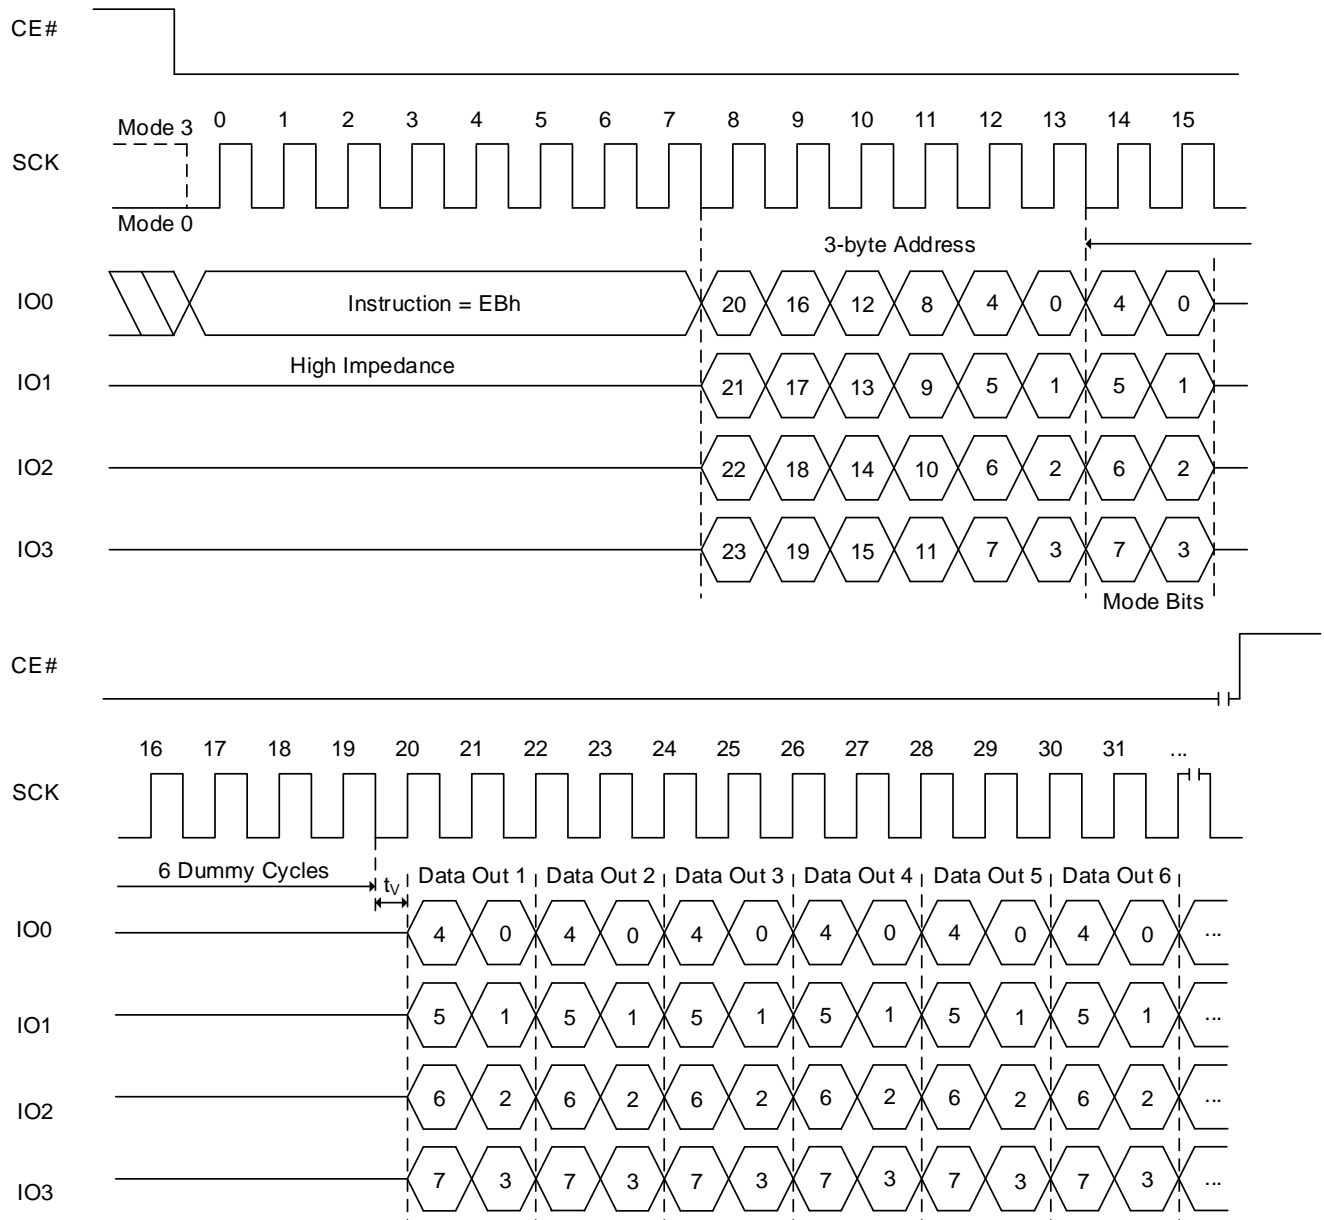 CE#
Mode 3 0 1 2 3 4 5 6 7 8 9 10 11 12 13 14 15
SCK
Mode 0
3-byte Address
IO0 Instruction = EBh 20 16 12 8 4 0 4 0
High Impedance
IO1 21 17 13 9 5 1 5 1
IO2 22 18 14 10 6 2 6 2
IO3 23 19 15 11 7 3 7 3
Mode Bits
CE#
16 17 18 19 20 21 22 23 24 25 26 27 28 29 30 31 ...
SCK
6 Dummy Cycles tV Data Out 1 Data Out 2 Data Out 3 Data Out 4 Data Out 5 Data Out 6
IO0 4 0 4 0 4 0 4 0 4 0 4 0 ...
IO1 5 1 5 1 5 1 5 1 5 1 5 1 ...
IO2 6 2 6 2 6 2 6 2 6 2 6 2 ...
IO3 7 3 7 3 7 3 7 3 7 3 7 3 ...